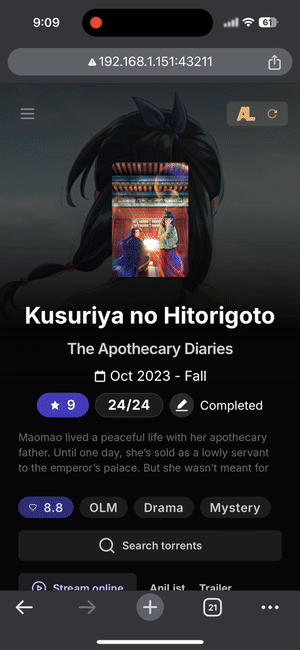 9:09
61
192.168.1.151:43211
AL
Kusuriya no Hitorigoto
The Apothecary Diaries
Oct 2023 - Fall
9
24/24
Completed
Maomao lived a peaceful life with her apothecary
father. Until one day, she's sold as a lowly servant
to the emperor's palace. But she wasn't meant for
8.8
OLM
Drama
Mystery
Search torrents
Stream online
AniList
Trailer
21